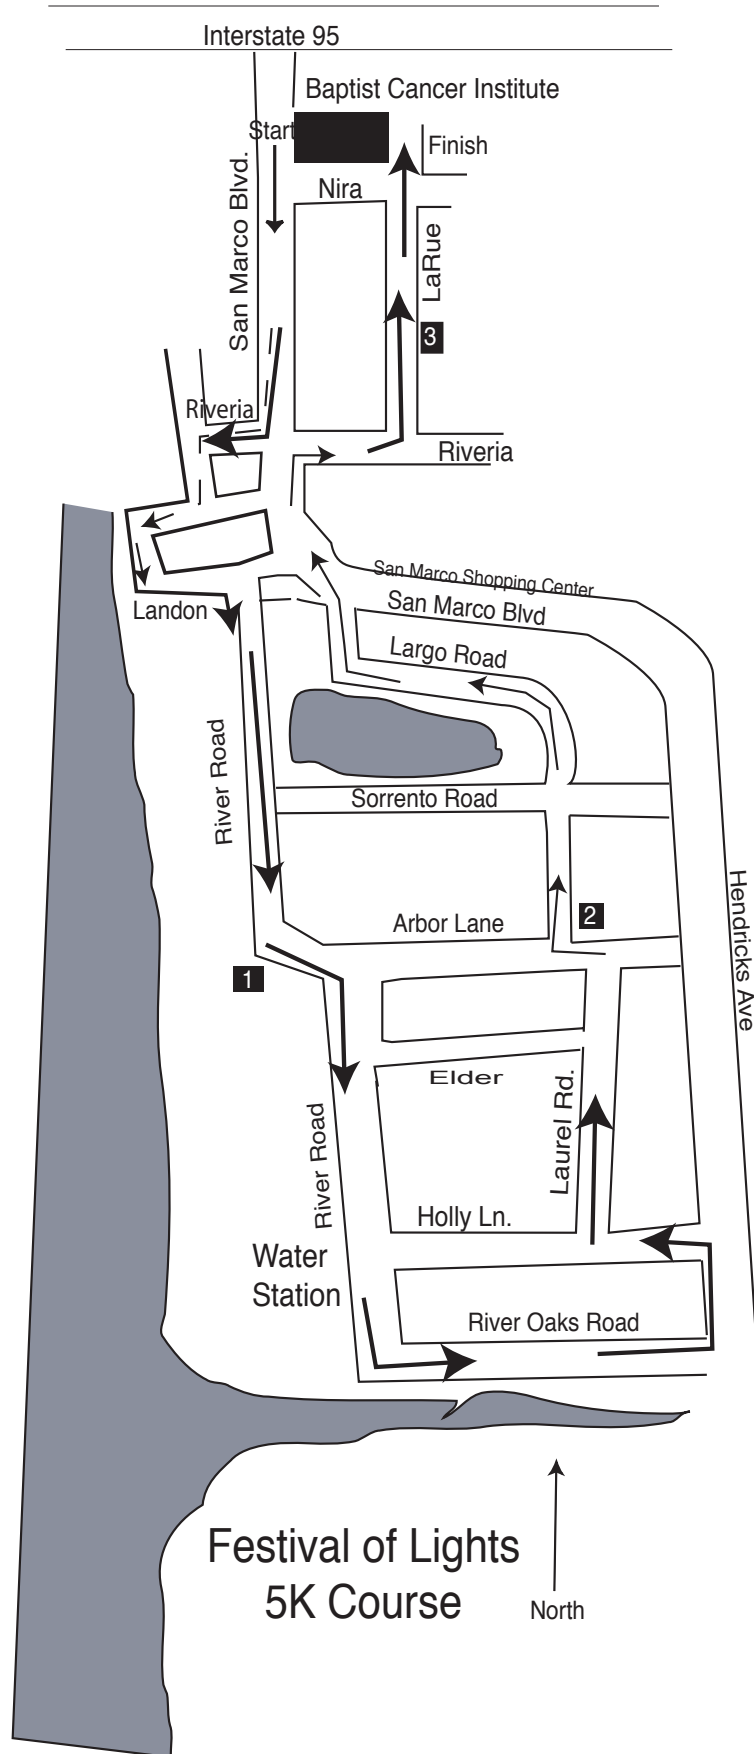 Interstate 95
Baptist Cancer Institute
Start
Finish
Nira
San Marco Blvd.
LaRue
3
Riveria
Riveria
San Marco Shopping Center
San Marco Blvd
Landon
Largo Road
River Road
Sorrento Road
Hendricks Ave
2
Arbor Lane
1
Elder
Laurel Rd.
River Road
Holly Ln.
Water
Station
River Oaks Road
Festival of Lights
5K Course
North